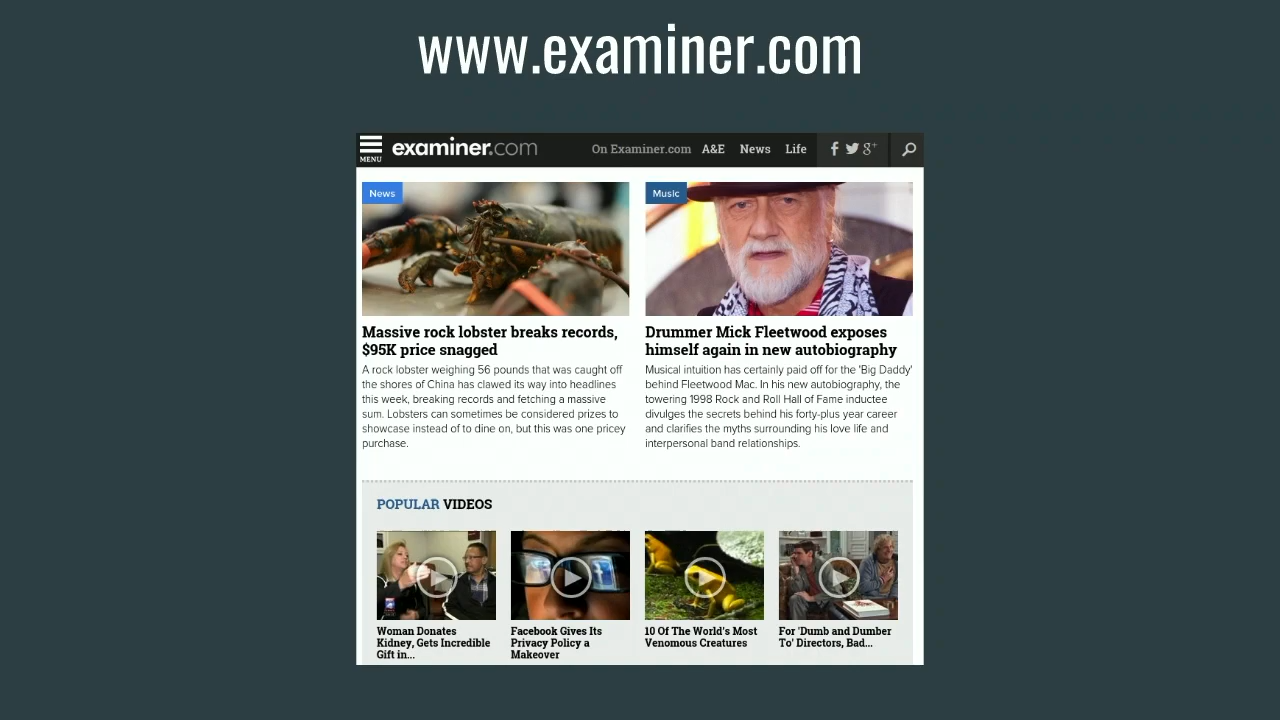 www.examiner.com
MENU
examiner.com
On Examiner.com A&E News Life
News
Music
Massive rock lobster breaks records,
$95K price snagged
A rock lobster weighing 56 pounds that was caught off
the shores of China has clawed its way into headlines
this week, breaking records and fetching a massive
sum. Lobsters can sometimes be considered prizes to
showcase instead of to dine on, but this was one pricey
purchase.
Drummer Mick Fleetwood exposes
himself again in new autobiography
Musical intuition has certainly paid off for the 'Big Daddy'
behind Fleetwood Mac. In his new autobiography, the
towering 1998 Rock and Roll Hall of Fame inductee
divulges the secrets behind his forty-plus year career
and clarifies the myths surrounding his love life and
interpersonal band relationships.
POPULAR VIDEOS
Woman Donates
Kidney, Gets Incredible
Gift in...
Facebook Gives Its
Privacy Policy a
Makeover
10 Of The World's Most
Venomous Creatures
For 'Dumb and Dumber
To' Directors, Bad...